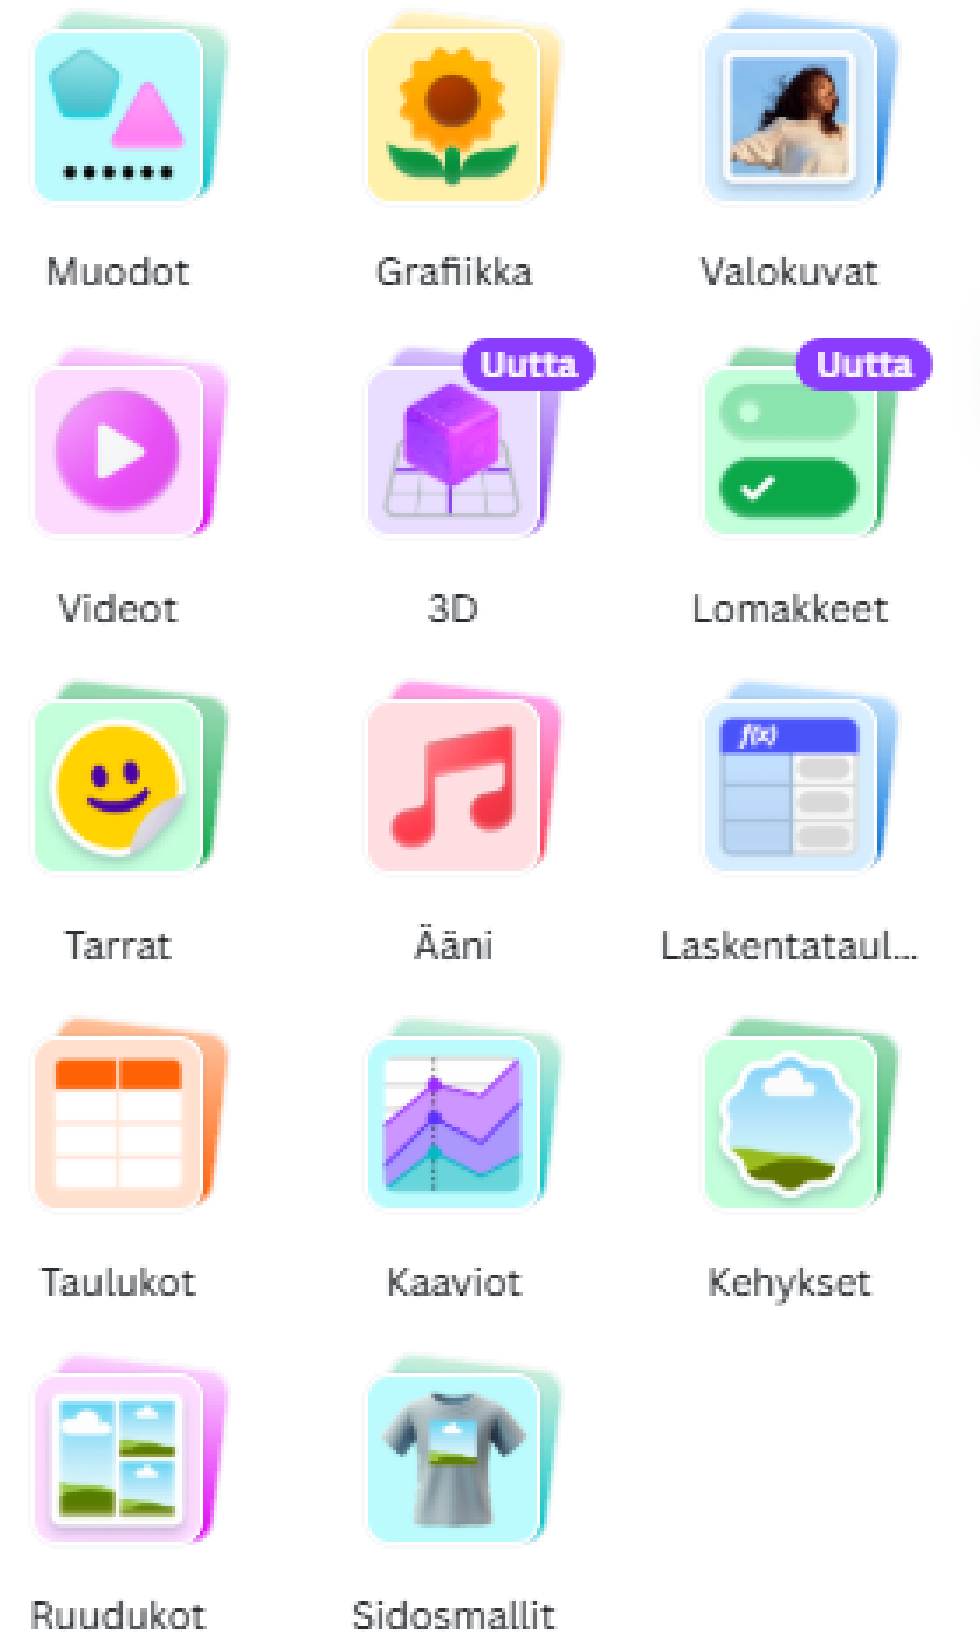 Muodot
Grafiikka
Valokuvat
Uutta
Uutta
Videot
3D
Lomakkeet
f(x)
Tarrat
Ääni
Laskentataul...
Taulukot
Kaaviot
Kehykset
Ruudukot
Sidosmallit